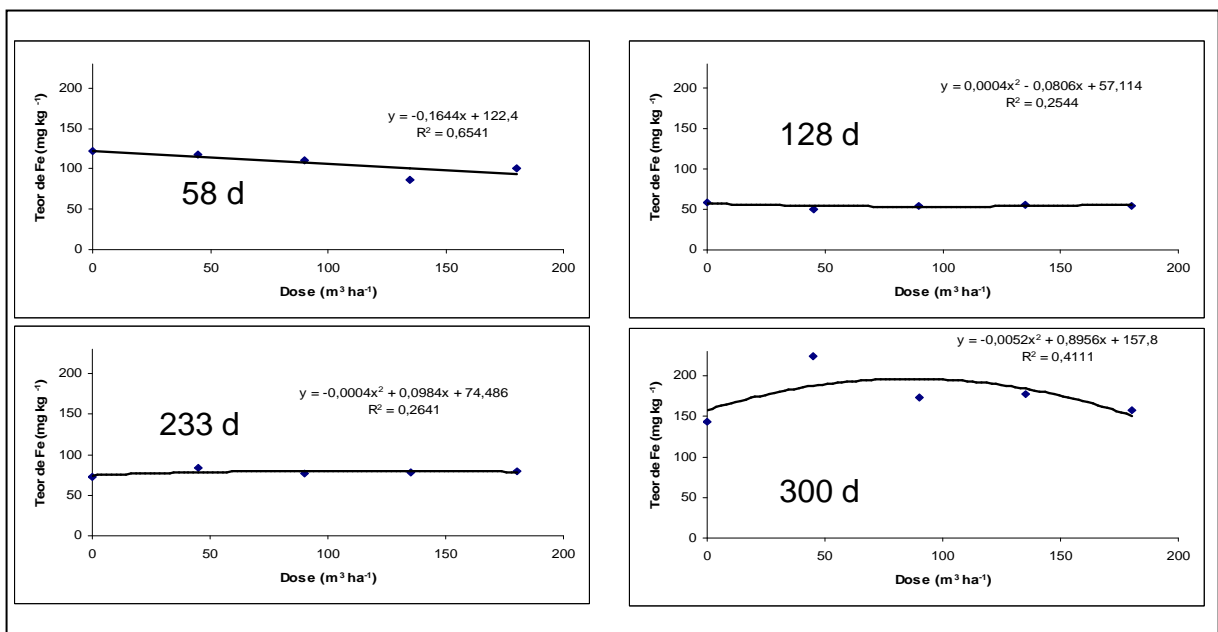 y = -0,1644x + 122,4
R² = 0,6541
0
50
100
150
200
0 50 100 150 200
Dose (m³ ha⁻¹)
Teor de Fe (mg kg ⁻¹)
58 d
y = 0,0004x² - 0,0806x + 57,114
R² = 0,2544
0
50
100
150
200
0 50 100 150 200
Dose (m³ ha⁻¹)
Teor de Fe (mg kg ⁻¹)
128 d
y = -0,0004x² + 0,0984x + 74,486
R² = 0,2641
0
50
100
150
200
0 50 100 150 200
Dose (m³ ha⁻¹)
Teor de Fe (mg kg ⁻¹)
233 d
y = -0,0052x² + 0,8956x + 157,8
R² = 0,4111
0
50
100
150
200
0 50 100 150 200
Dose (m³ ha⁻¹)
Teor de Fe (mg kg ⁻¹)
300 d